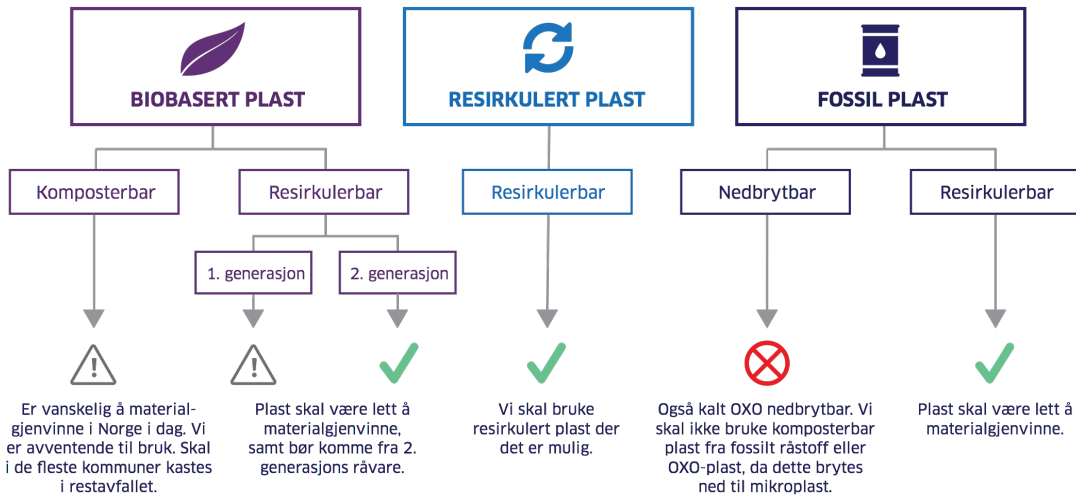 BIOBASERT PLAST
RESIRKULERT PLAST
FOSSIL PLAST
Komposterbar
Resirkulerbar
Resirkulerbar
Nedbrytbar
Resirkulerbar
1. generasjon
2. generasjon
Er vanskelig å material-
gjenvinne i Norge i dag. Vi
er avventende til bruk. Skal
i de fleste kommuner kastes
i restavfallet.
Plast skal være lett å
materialgjenvinne,
samt bør komme fra 2.
generasjons råvare.
Vi skal bruke
resirkulert plast der
det er mulig.
Også kalt OXO nedbrytbar. Vi
skal ikke bruke komposterbar
plast fra fossilt råstoff eller
OXO-plast, da dette brytes
ned til mikroplast.
Plast skal være lett å
materialgjenvinne.